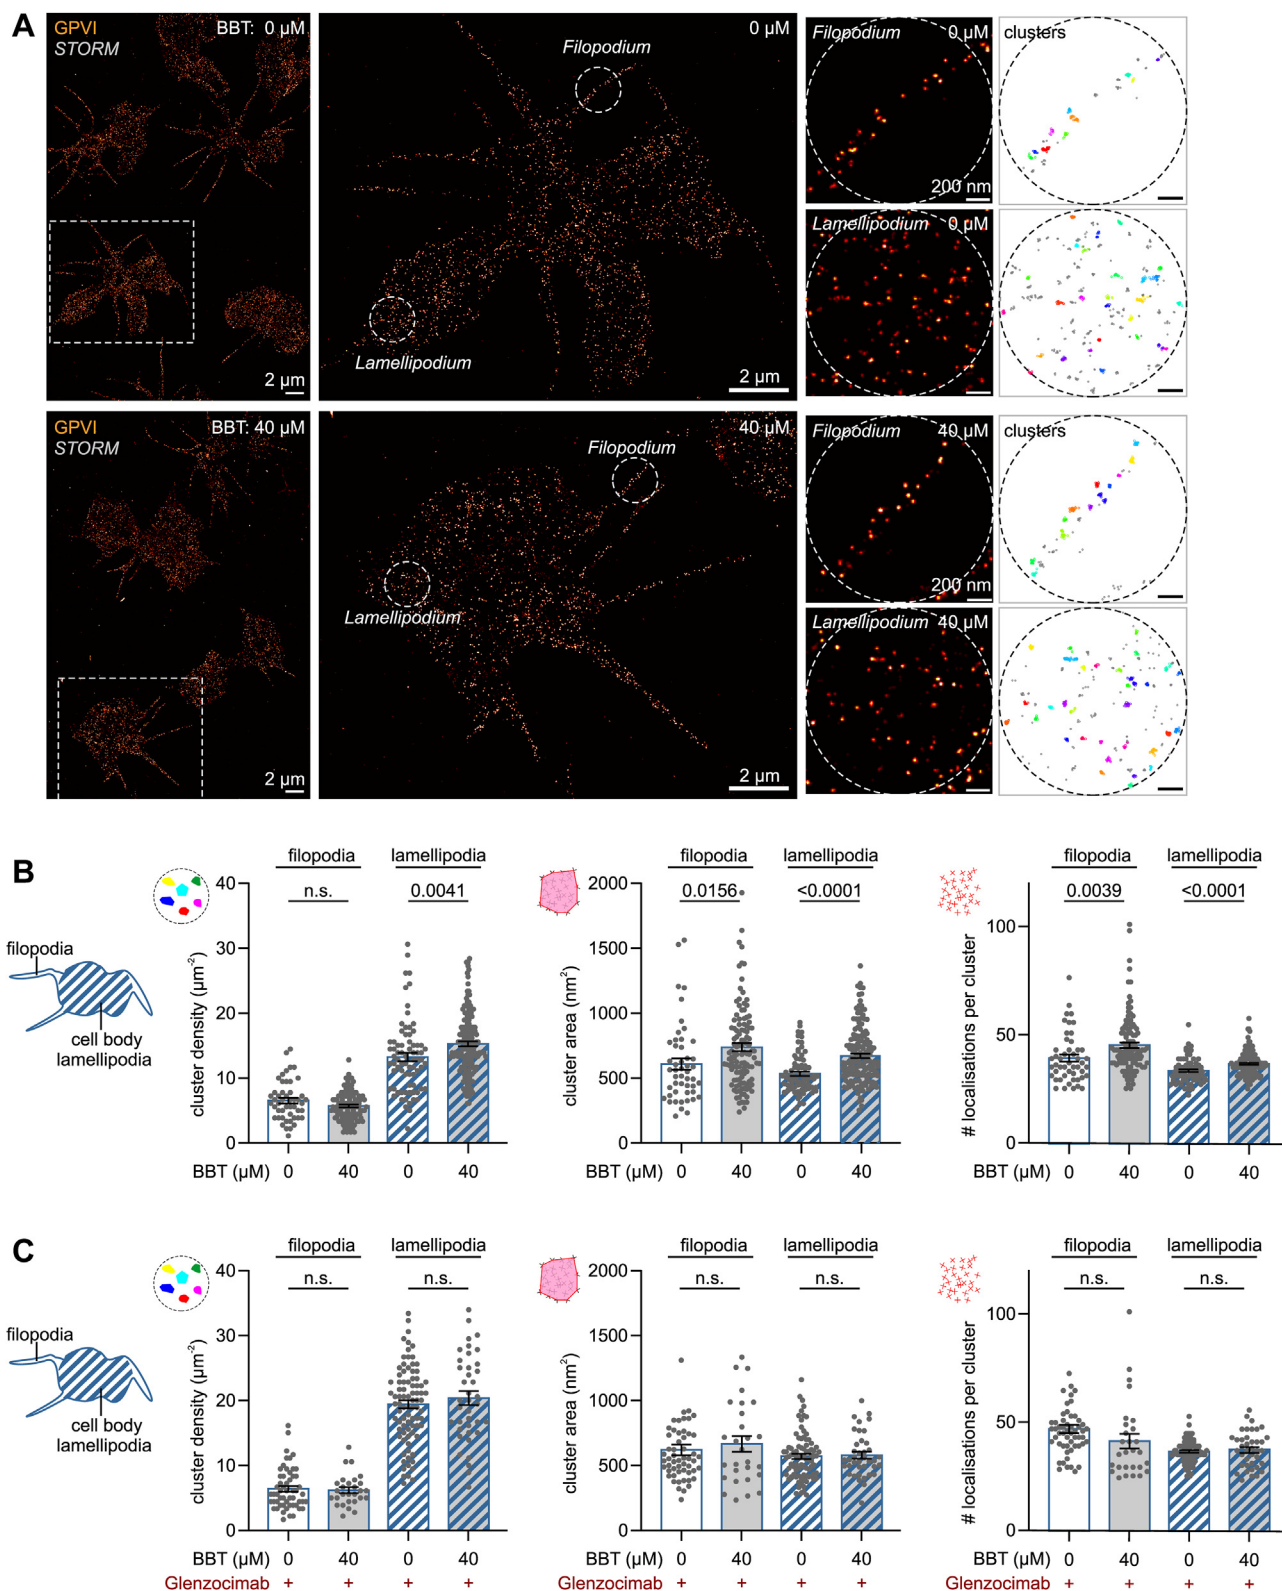 A
GPVI
STORM
BBT: 0 µM
2 µm
0 µM
Filopodium
Lamellipodium
2 µm
Filopodium 0 µM
200 nm
clusters
Lamellipodium 0 µM
GPVI
STORM
BBT: 40 µM
2 µm
40 µM
Filopodium
Lamellipodium
2 µm
Filopodium 40 µM
200 nm
clusters
Lamellipodium 40 µM
B
filopodia
cell body
lamellipodia
filopodia lamellipodia
n.s. 0.0041
cluster density (µm⁻²)
40
30
20
10
0
BBT (µM) 0 40 0 40
filopodia lamellipodia
0.0156 <0.0001
cluster area (nm²)
2000
1500
1000
500
0
BBT (µM) 0 40 0 40
filopodia lamellipodia
0.0039 <0.0001
# localisations per cluster
100
50
0
BBT (µM) 0 40 0 40
C
filopodia
cell body
lamellipodia
filopodia lamellipodia
n.s. n.s.
cluster density (µm⁻²)
40
30
20
10
0
BBT (µM) 0 40 0 40
Glenzocimab + + + +
filopodia lamellipodia
n.s. n.s.
cluster area (nm²)
2000
1500
1000
500
0
BBT (µM) 0 40 0 40
Glenzocimab + + + +
filopodia lamellipodia
n.s. n.s.
# localisations per cluster
100
50
0
BBT (µM) 0 40 0 40
Glenzocimab + + + +